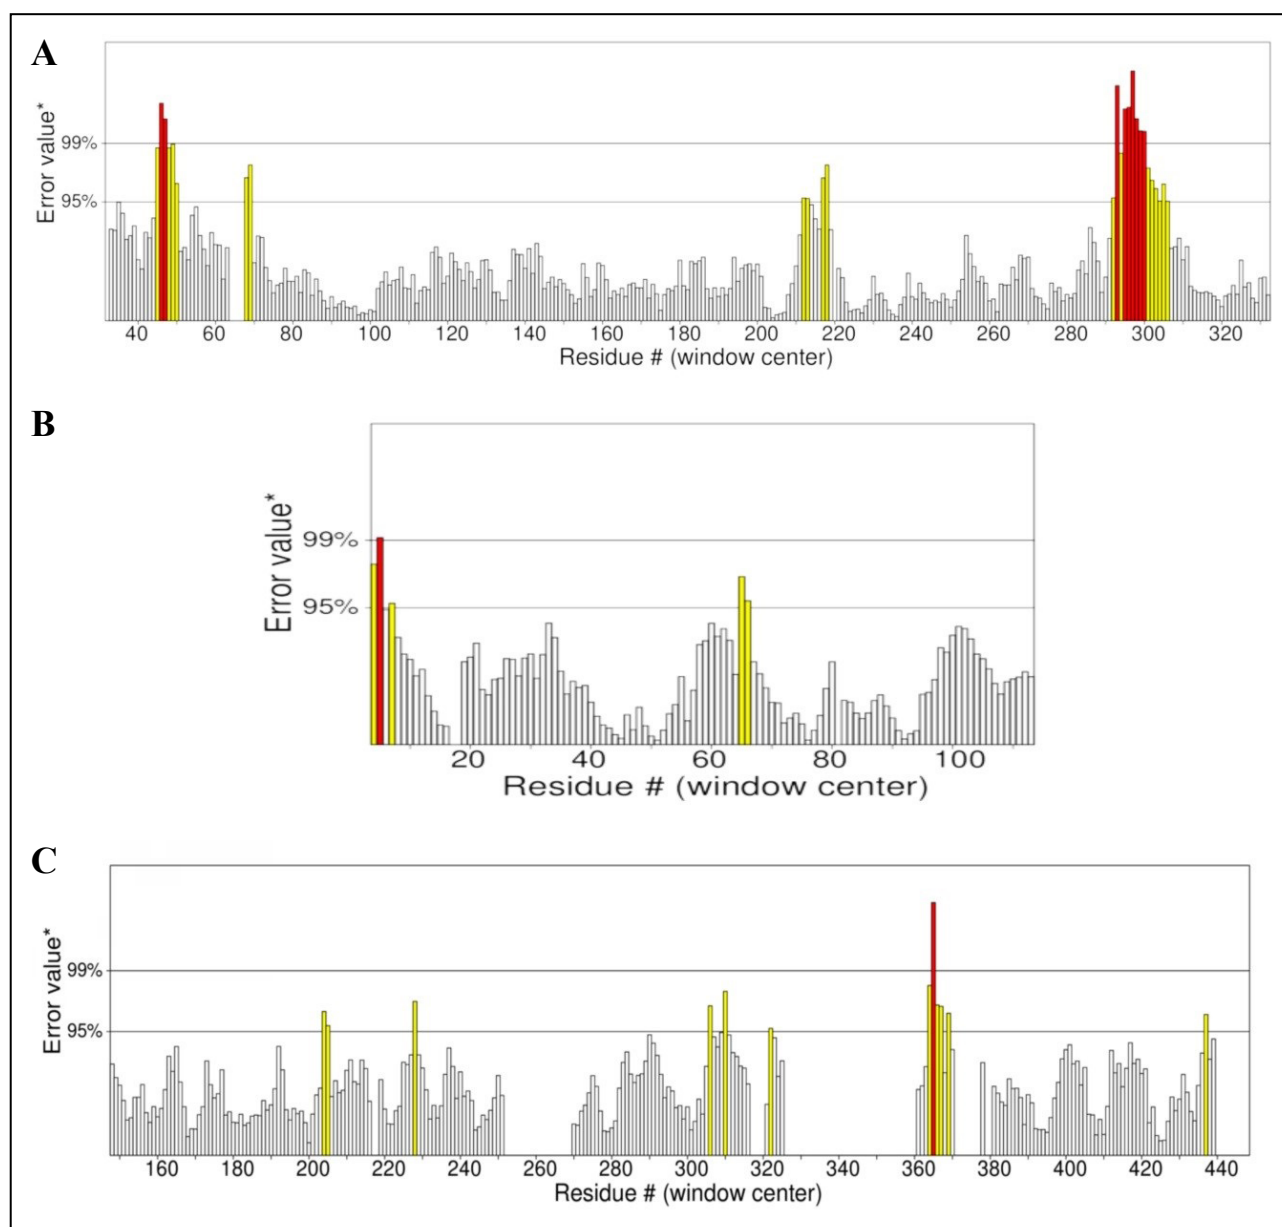 A
Error value*
99%
95%
40 60 80 100 120 140 160 180 200 220 240 260 280 300 320
Residue # (window center)
B
Error value*
99%
95%
20 40 60 80 100
Residue # (window center)
C
Error value*
99%
95%
160 180 200 220 240 260 280 300 320 340 360 380 400 420 440
Residue # (window center)